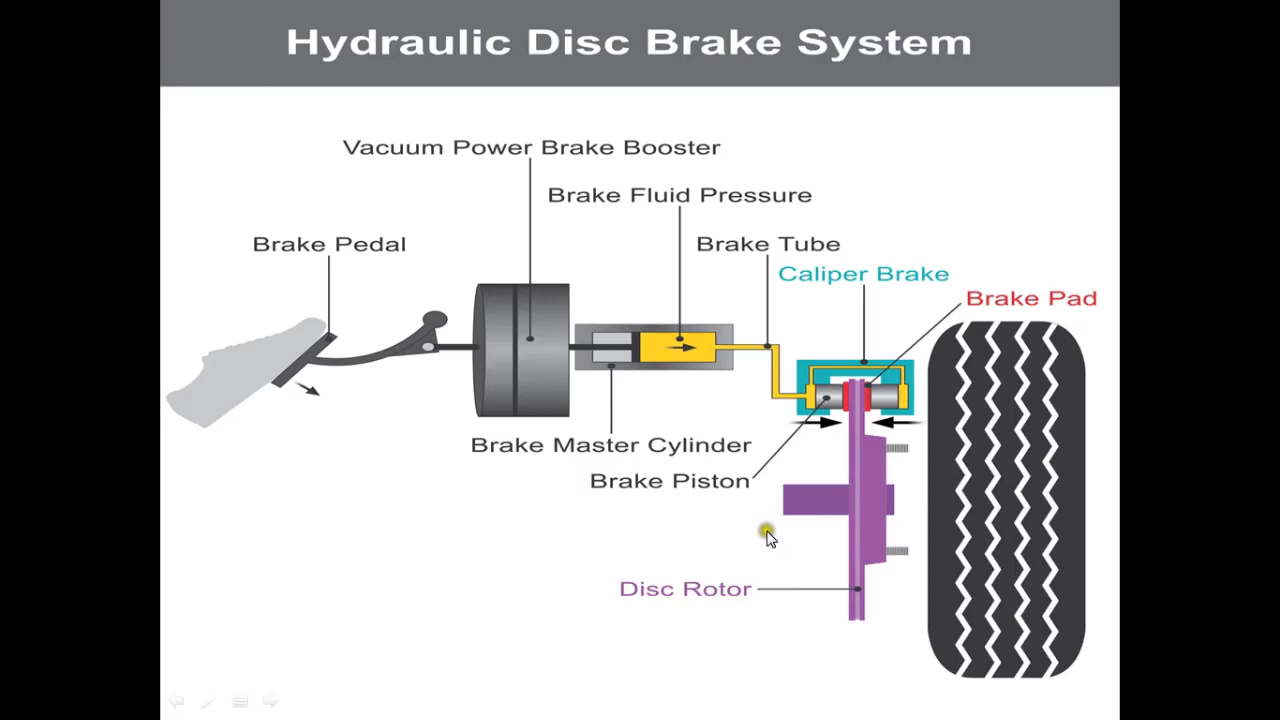 Hydraulic Disc Brake System
Vacuum Power Brake Booster
Brake Fluid Pressure
Brake Pedal
Brake Tube
Caliper Brake
Brake Pad
Brake Master Cylinder
Brake Piston
Disc Rotor